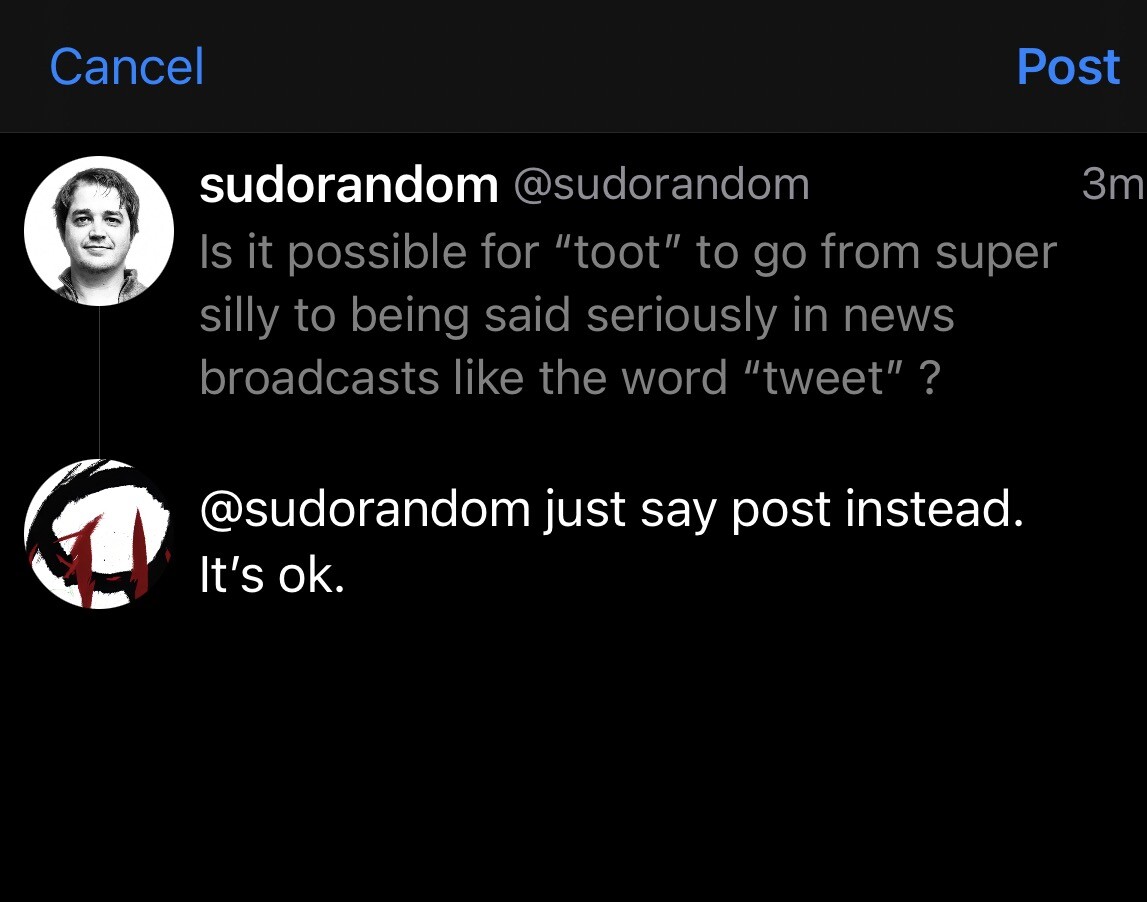 Cancel
Post
sudorandom @sudorandom 3m
Is it possible for “toot” to go from super
silly to being said seriously in news
broadcasts like the word “tweet” ?
@sudorandom just say post instead.
It’s ok.